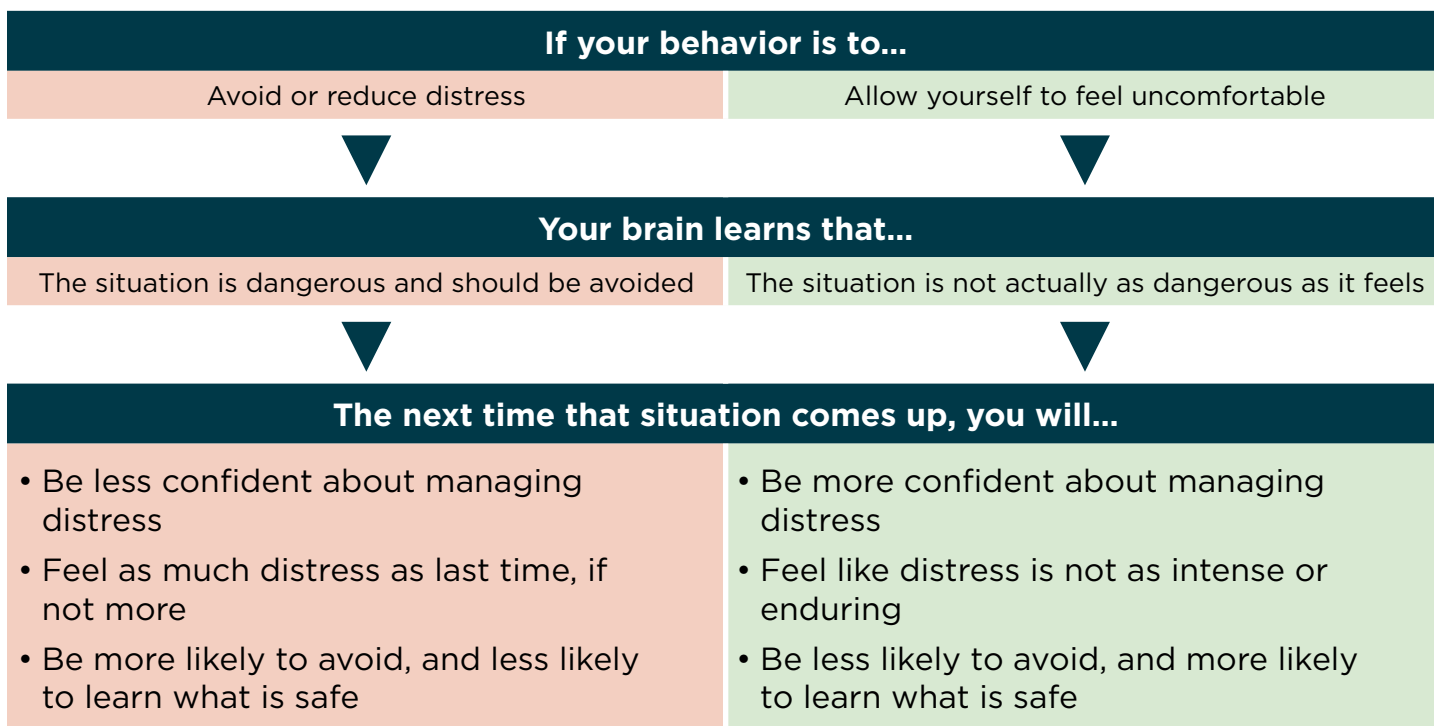 If your behavior is to...
Avoid or reduce distress
Allow yourself to feel uncomfortable
Your brain learns that...
The situation is dangerous and should be avoided
The situation is not actually as dangerous as it feels
The next time that situation comes up, you will...
• Be less confident about managing
distress
• Feel as much distress as last time, if
not more
• Be more likely to avoid, and less likely
to learn what is safe
• Be more confident about managing
distress
• Feel like distress is not as intense or
enduring
• Be less likely to avoid, and more likely
to learn what is safe